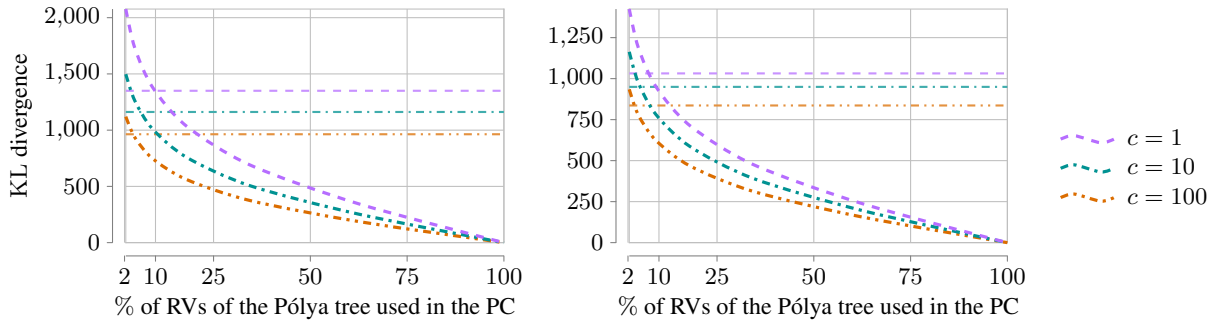 KL divergence
2,000
1,500
1,000
500
0
2 10 25 50 75 100
% of RVs of the Pólya tree used in the PC
1,250
1,000
750
500
250
0
2 10 25 50 75 100
% of RVs of the Pólya tree used in the PC
c = 1
c = 10
c = 100